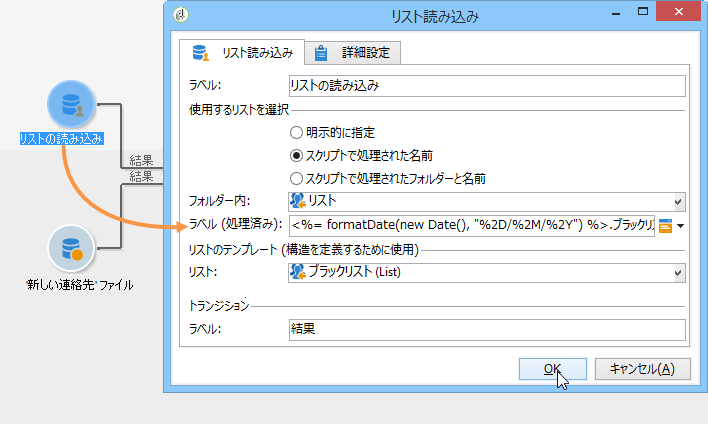 リスト読み込み
リスト読み込み
詳細設定
ラベル:
リストの読み込み
使用するリストを選択
明示的に指定
スクリプトで処理された名前
スクリプトで処理されたフォルダーと名前
フォルダー内:
リスト
ラベル (処理済み):
<%= formatDate(new Date(), "%2D/%2M/%2Y") %>.ブラックリ
リストのテンプレート (構造を定義するために使用)
リスト:
ブラックリスト (List)
トランジション
ラベル:
結果
OK
キャンセル(A)
リストの読み込み
結果
結果
"新しい連絡先" ファイル